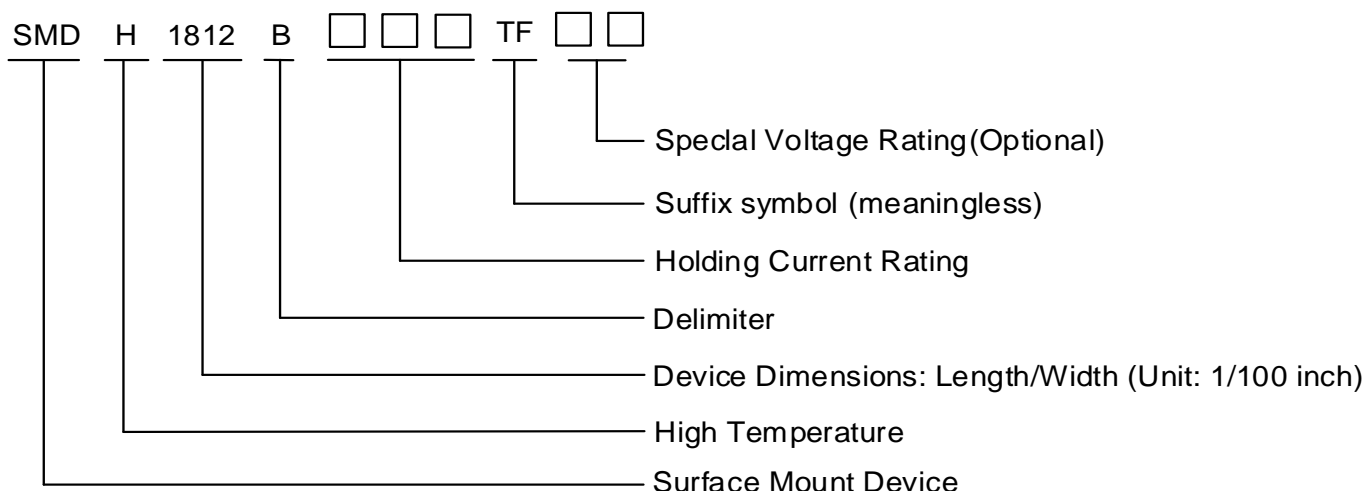 SMD H 1812 B □□□ TF □□
Speclal Voltage Rating(Optional)
Suffix symbol (meaningless)
Holding Current Rating
Delimiter
Device Dimensions: Length/Width (Unit: 1/100 inch)
High Temperature
Surface Mount Device